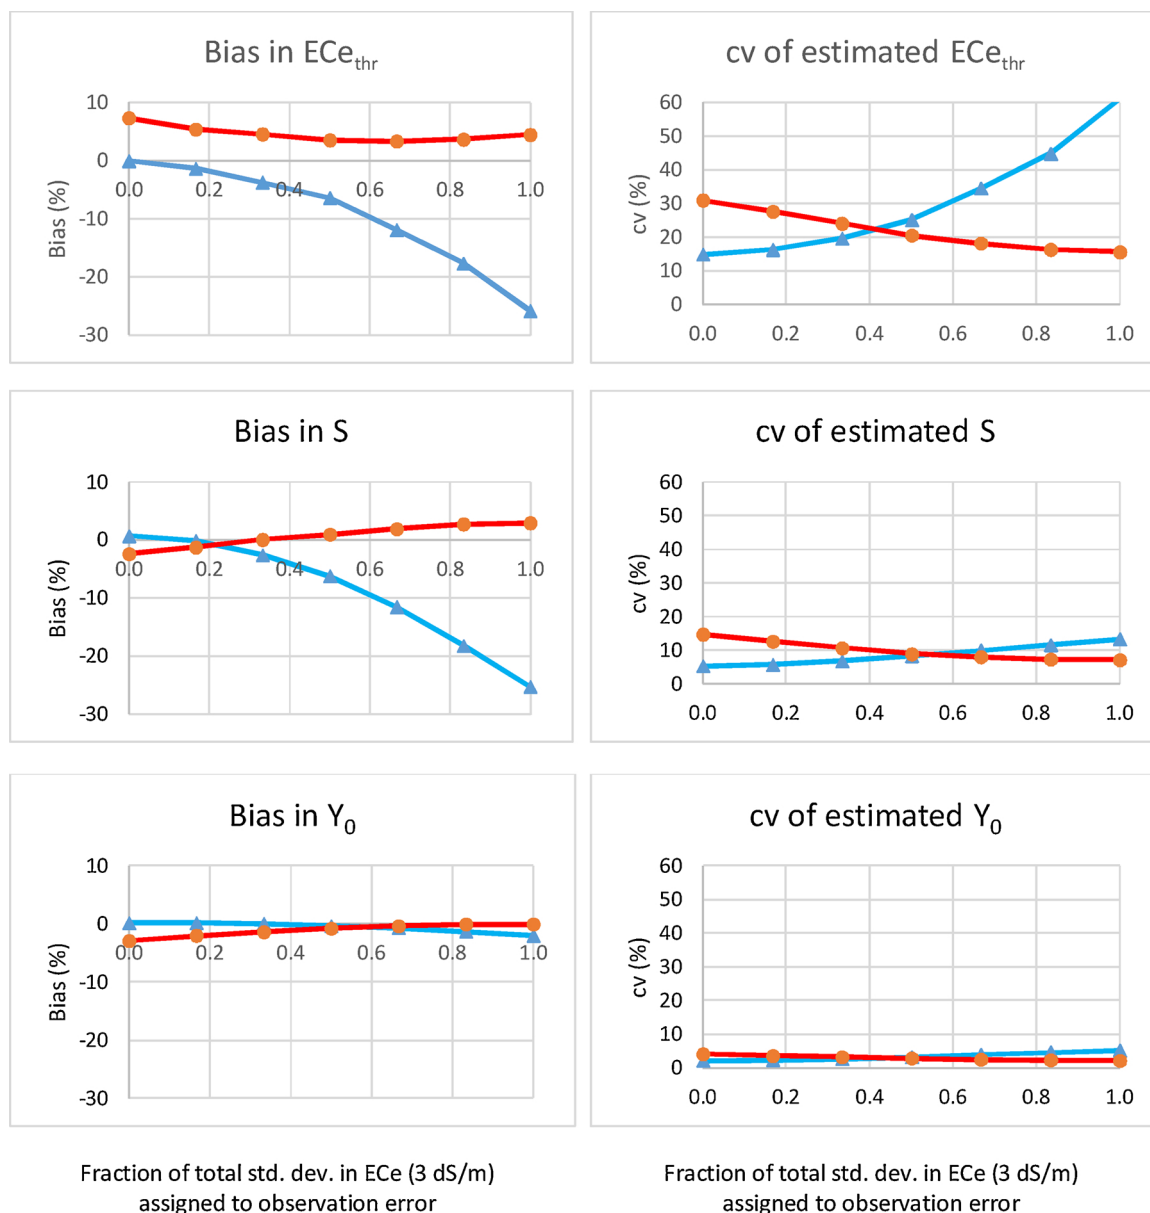 Bias in ECe_thr
10
0
-10
-20
-30
Bias (%)
0.0 0.2 0.4 0.6 0.8 1.0
cv of estimated ECe_thr
60
50
40
30
20
10
0
cv (%)
0.0 0.2 0.4 0.6 0.8 1.0
Bias in S
10
0
-10
-20
-30
Bias (%)
0.0 0.2 0.4 0.6 0.8 1.0
cv of estimated S
60
50
40
30
20
10
0
cv (%)
0.0 0.2 0.4 0.6 0.8 1.0
Bias in Y₀
10
0
-10
-20
-30
Bias (%)
0.0 0.2 0.4 0.6 0.8 1.0
cv of estimated Y₀
60
50
40
30
20
10
0
cv (%)
0.0 0.2 0.4 0.6 0.8 1.0
Fraction of total std. dev. in ECe (3 dS/m)
assigned to observation error
Fraction of total std. dev. in ECe (3 dS/m)
assigned to observation error